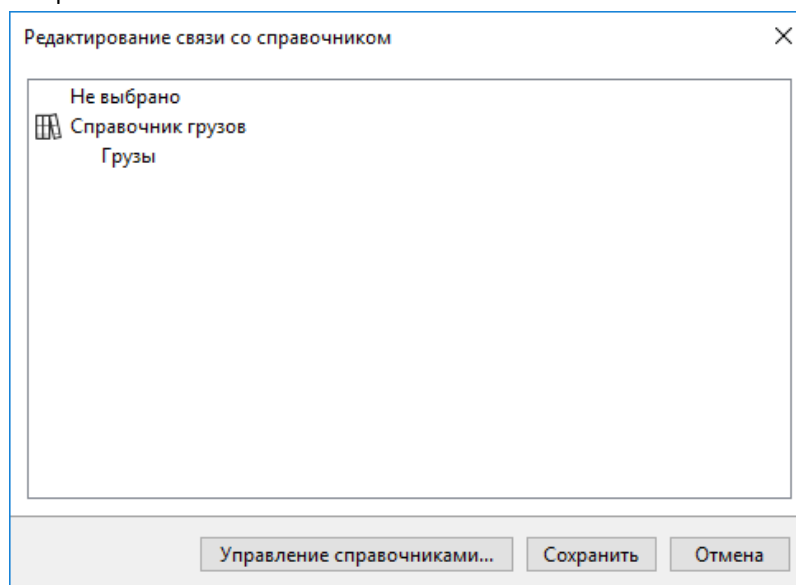 Редактирование связи со справочником
Не выбрано
Справочник грузов
Грузы
Управление справочниками... Сохранить Отмена